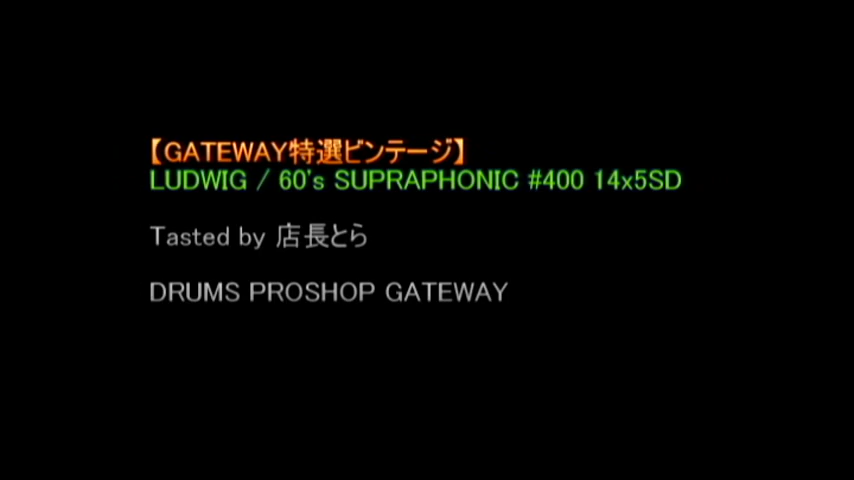 【GATEWAY特選ビンテージ】
LUDWIG / 60's SUPRAPHONIC #400 14x5SD
Tasted by 店長とら
DRUMS PROSHOP GATEWAY